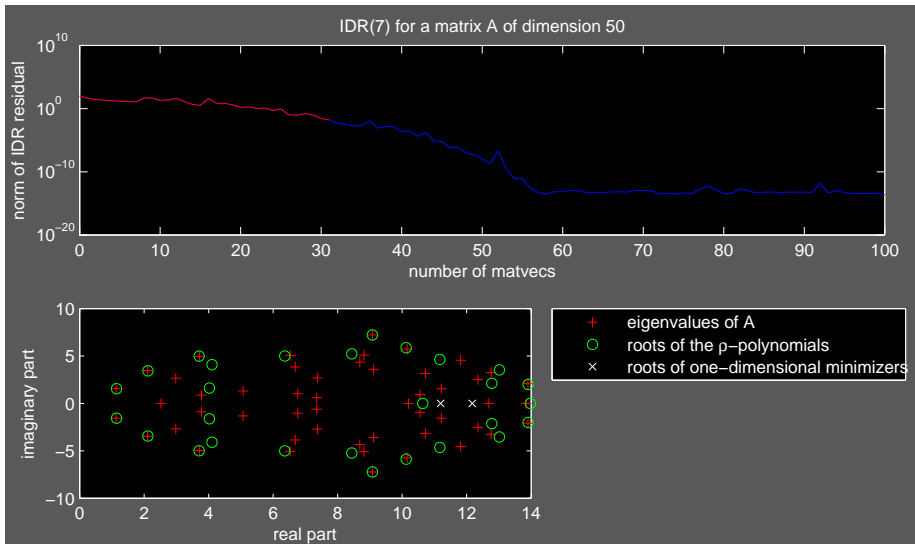 IDR(7) for a matrix A of dimension 50
10^10
10^0
10^−10
10^−20
norm of IDR residual
0 10 20 30 40 50 60 70 80 90 100
number of matvecs
10
5
0
−5
−10
imaginary part
0 2 4 6 8 10 12 14
real part
eigenvalues of A
roots of the ρ-polynomials
roots of one-dimensional minimizers